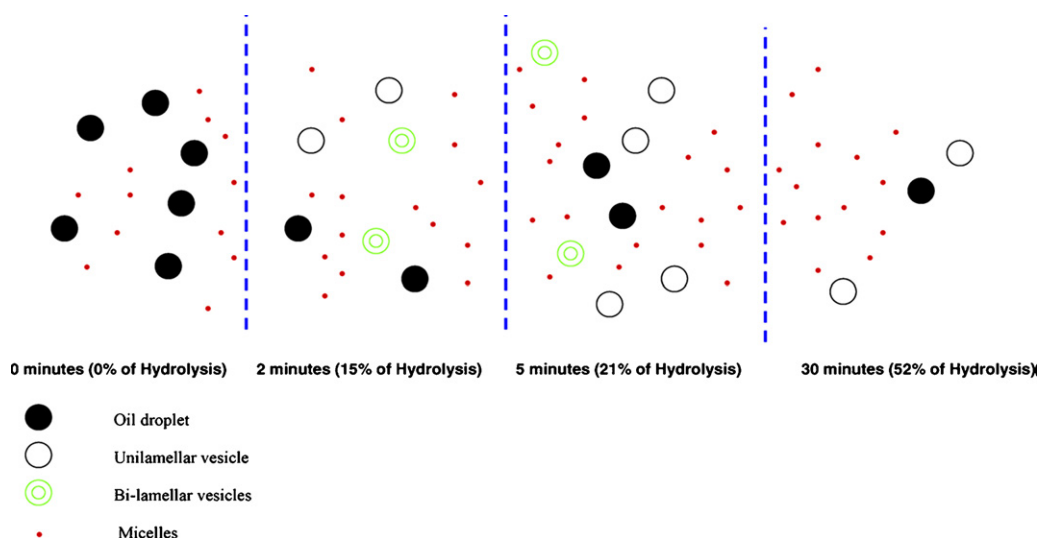 0 minutes (0% of Hydrolysis)
2 minutes (15% of Hydrolysis)
5 minutes (21% of Hydrolysis)
30 minutes (52% of Hydrolysis)
Oil droplet
Unilamellar vesicle
Bi-lamellar vesicles
Micelles